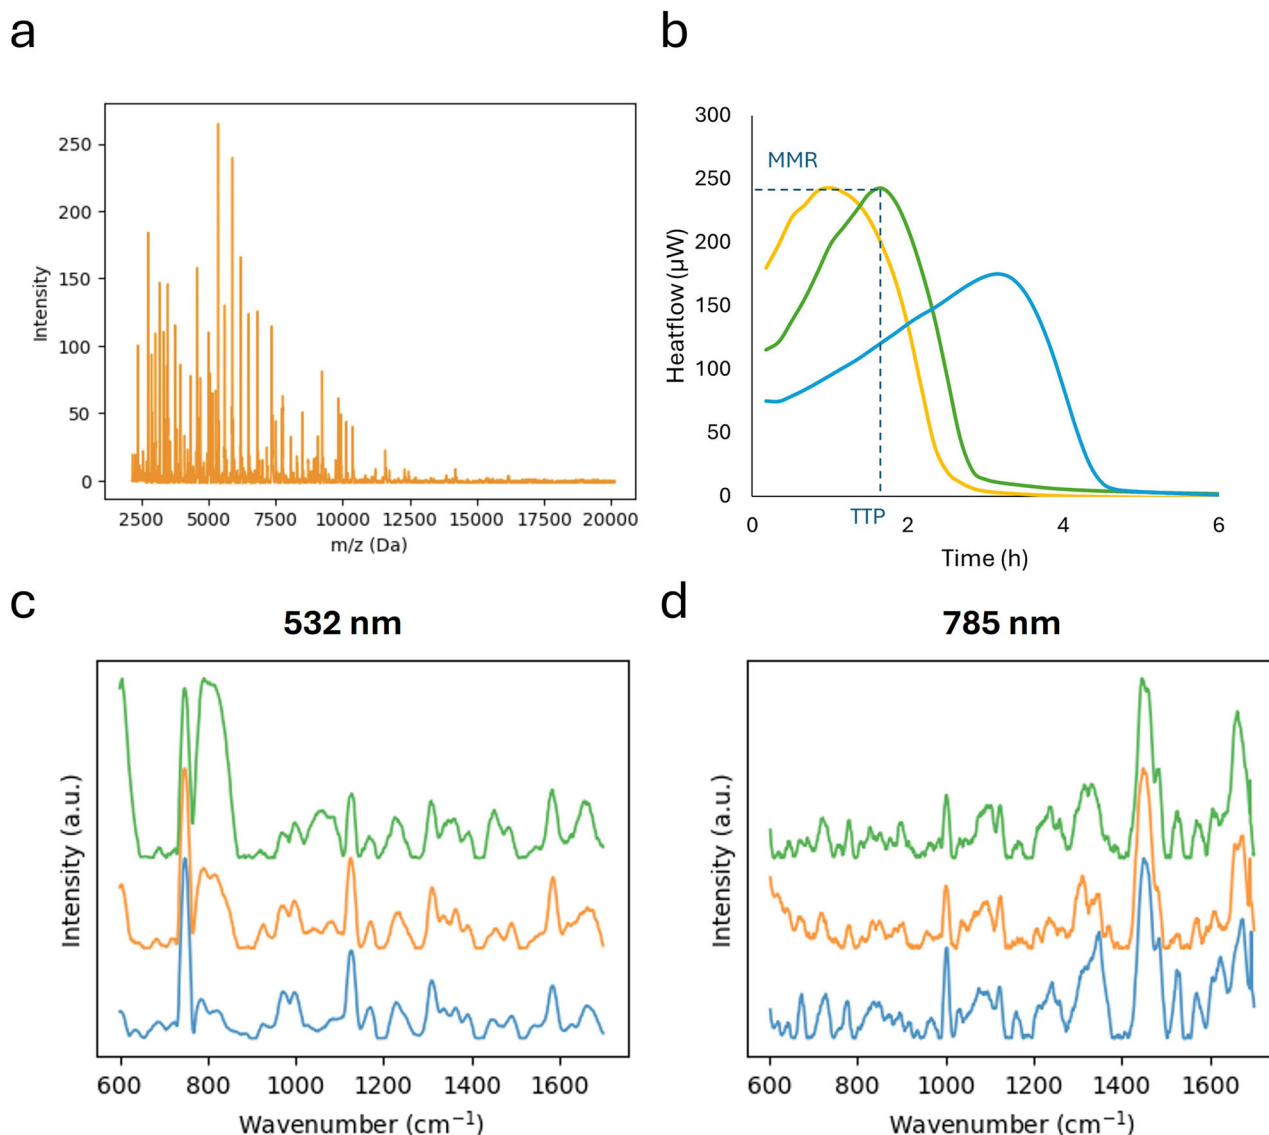 a
250
200
150
100
50
0
Intensity
2500 5000 7500 10000 12500 15000 17500 20000
m/z (Da)
b
300
250
200
150
100
50
0
MMR
Heatflow (µW)
TTP
0 2 4 6
Time (h)
c
532 nm
Intensity (a.u.)
600 800 1000 1200 1400 1600
Wavenumber (cm⁻¹)
d
785 nm
Intensity (a.u.)
600 800 1000 1200 1400 1600
Wavenumber (cm⁻¹)